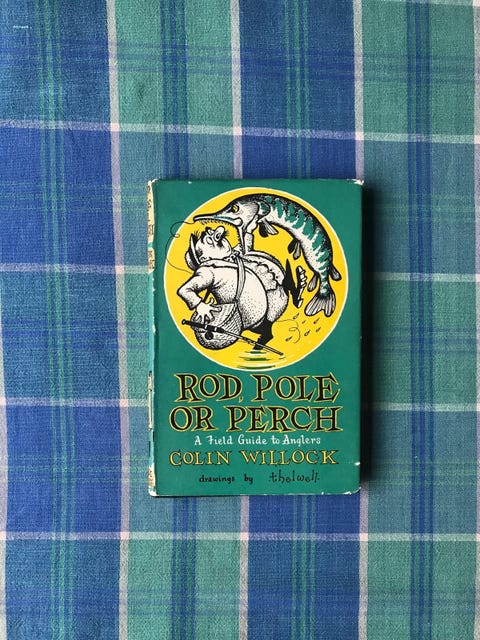 ROD, POLE
OR PERCH
A Field Guide to Anglers
COLIN WILLOCK
drawings by thelwell.